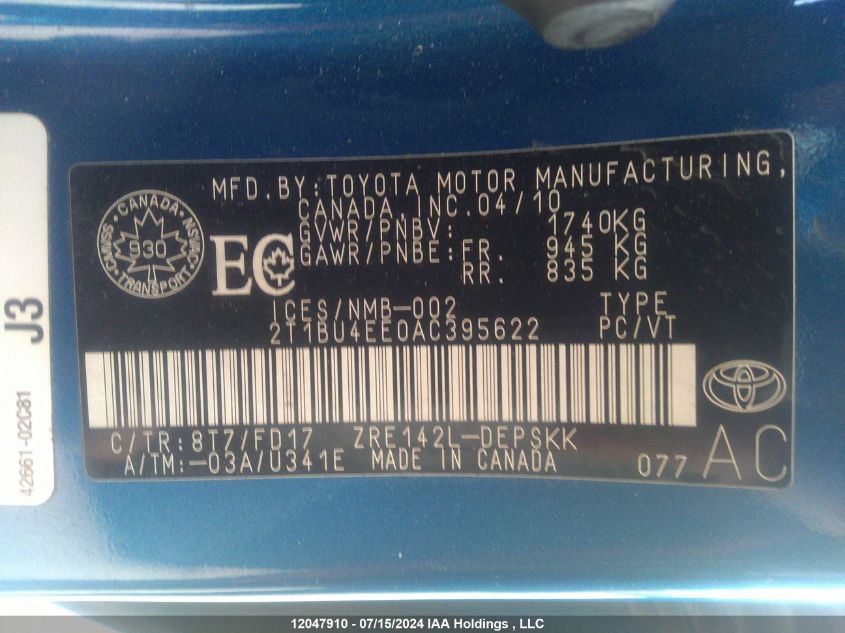 MFD.BY:TOYOTA MOTOR MANUFACTURING,
CANADA,INC.04/10
GVWR/PNBV: 1740KG
GAWR/PNBE:FR. 945 KG
RR. 835 KG
CANADA
930
TRANSPORT
EC
ICES/NMB-002 TYPE
2T1BU4EE0AC395622 PC/VT
C/TR:8T7/FD17 ZRE142L-DEPSKK
A/TM:-03A/U341E MADE IN CANADA 077 AC
J3
42661-02C81
12047910 - 07/15/2024 IAA Holdings , LLC